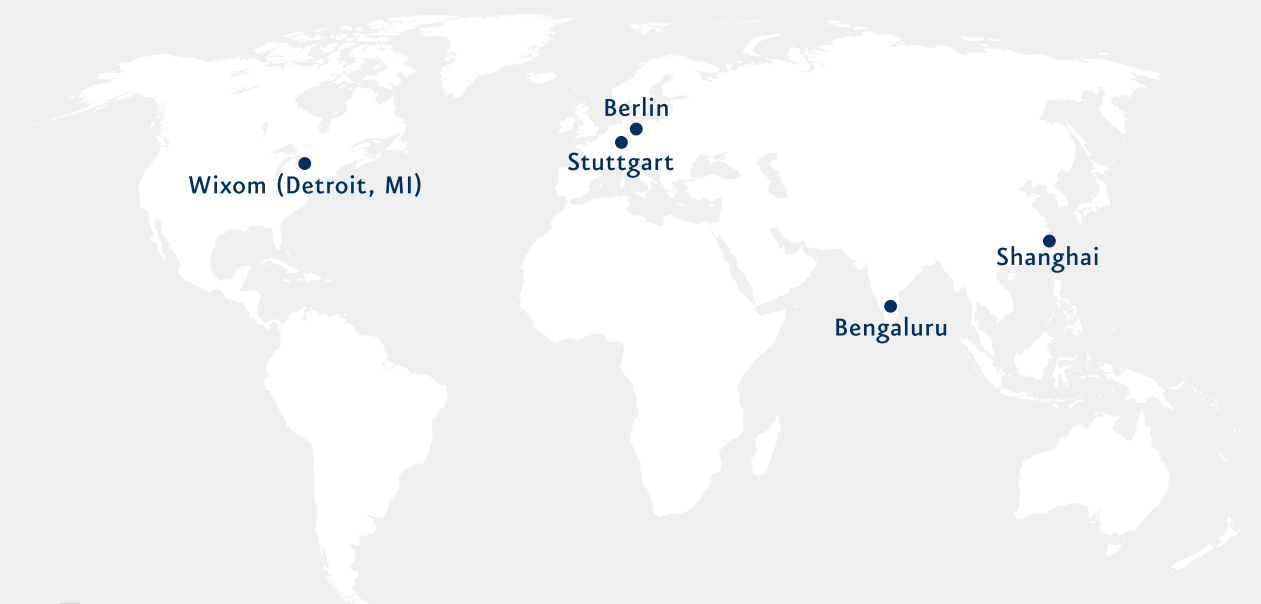 Berlin
Stuttgart
Wixom (Detroit, MI)
Shanghai
Bengaluru